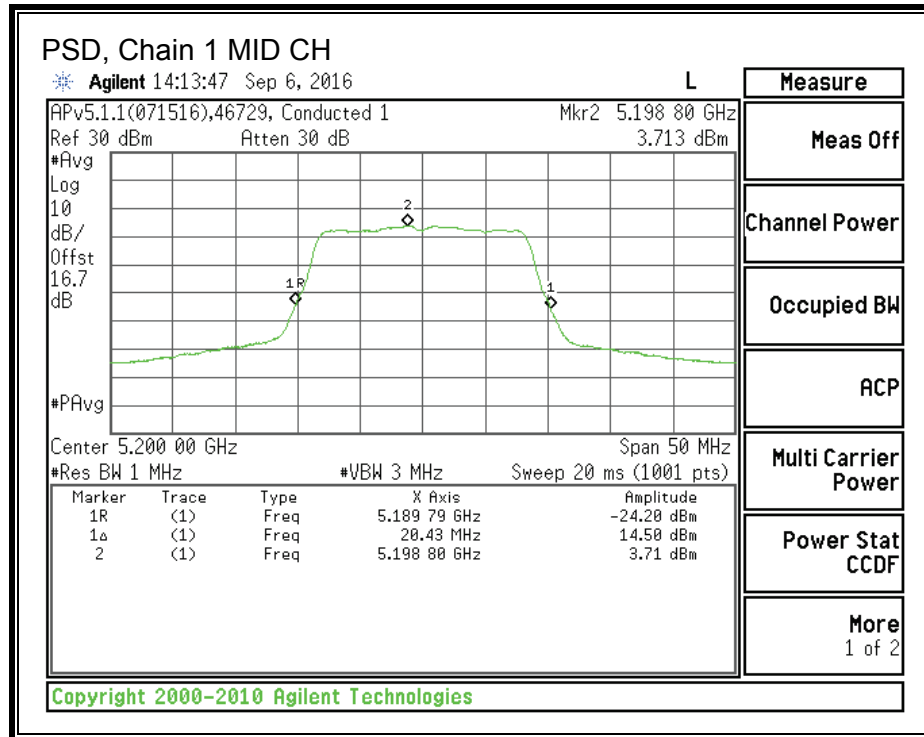 PSD, Chain 1 MID CH
Agilent 14:13:47 Sep 6, 2016 L
APv5.1.1(071516),46729, Conducted 1 Mkr2 5.198 80 GHz
Ref 30 dBm Atten 30 dB 3.713 dBm
#Avg
Log
10
dB/
Offst
16.7
dB
2
1R
1
#PAvg
Center 5.200 00 GHz Span 50 MHz
#Res BW 1 MHz #VBW 3 MHz Sweep 20 ms (1001 pts)
Marker Trace Type X Axis Amplitude
1R (1) Freq 5.189 79 GHz -24.20 dBm
1Δ (1) Freq 20.43 MHz 14.50 dBm
2 (1) Freq 5.198 80 GHz 3.71 dBm
Measure
Meas Off
Channel Power
Occupied BW
ACP
Multi Carrier
Power
Power Stat
CCDF
More
1 of 2
Copyright 2000-2010 Agilent Technologies